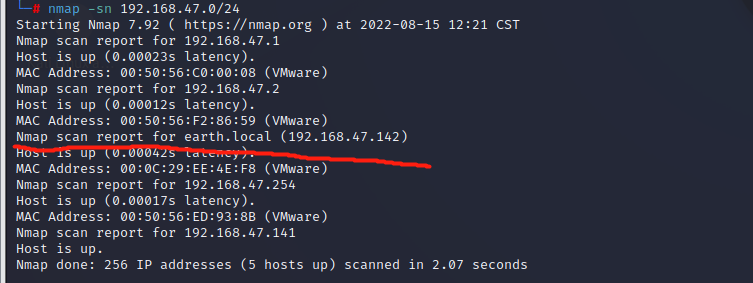 └─# nmap -sn 192.168.47.0/24
Starting Nmap 7.92 ( https://nmap.org ) at 2022-08-15 12:21 CST
Nmap scan report for 192.168.47.1
Host is up (0.00023s latency).
MAC Address: 00:50:56:C0:00:08 (VMware)
Nmap scan report for 192.168.47.2
Host is up (0.00012s latency).
MAC Address: 00:50:56:F2:86:59 (VMware)
Nmap scan report for earth.local (192.168.47.142)
Host is up (0.00042s latency).
MAC Address: 00:0C:29:EE:4E:F8 (VMware)
Nmap scan report for 192.168.47.254
Host is up (0.00017s latency).
MAC Address: 00:50:56:ED:93:8B (VMware)
Nmap scan report for 192.168.47.141
Host is up.
Nmap done: 256 IP addresses (5 hosts up) scanned in 2.07 seconds